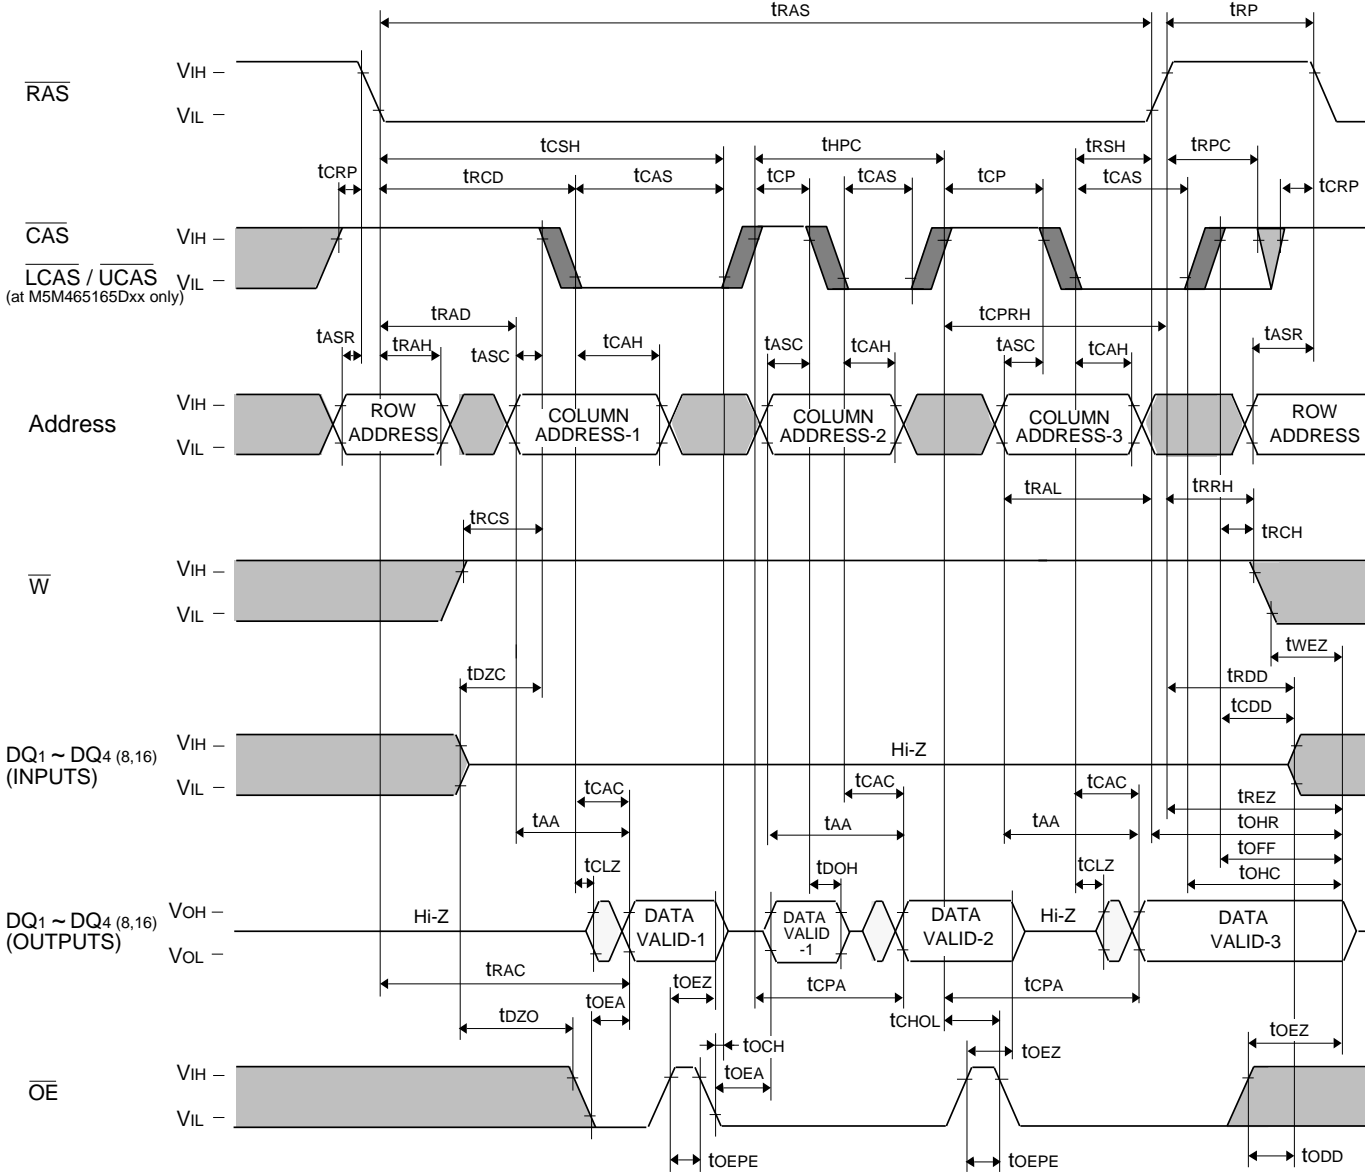 tRAS tRP
RAS VIH
VIL
tCSH tHPC tRSH tRPC
tCRP tRCD tCAS tCP tCAS tCP tCAS tCRP
CAS VIH
LCAS / UCAS VIL
(at M5M465165Dxx only)
tRAD tCPRH
tASR tRAH tASC tCAH tASC tCAH tASC tCAH tASR
Address VIH
VIL
ROW ADDRESS
COLUMN ADDRESS-1
COLUMN ADDRESS-2
COLUMN ADDRESS-3
ROW ADDRESS
tRAL tRRH
tRCS tRCH
W VIH
VIL
tWEZ
tDZC tRDD
tCDD
DQ1 ~ DQ4 (8,16)
(INPUTS)
VIH
VIL
Hi-Z
tCAC tCAC tCAC tREZ
tAA tAA tAA tOHR
tOFF
tCLZ tDOH tCLZ tOHC
DQ1 ~ DQ4 (8,16)
(OUTPUTS)
VOH
VOL
Hi-Z
DATA VALID-1
DATA VALID -1
DATA VALID-2
Hi-Z
DATA VALID-3
tRAC tOEZ tCPA tCPA
tOEA
tDZO tCHOL
tOCH tOEZ tOEZ
tOEA
OE VIH
VIL
tOEPE tOEPE tODD